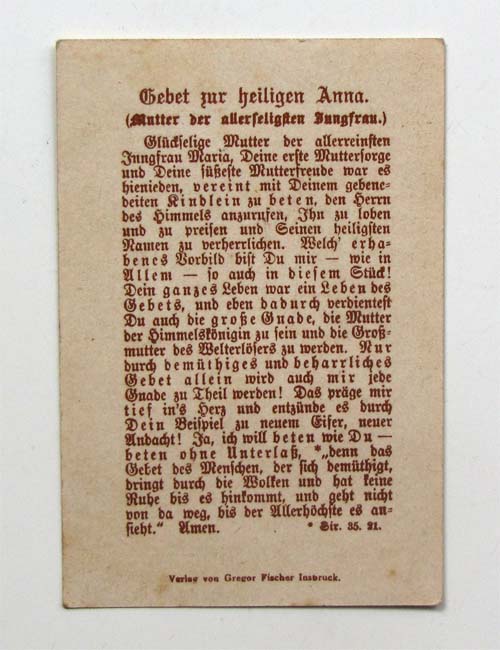 Gebet zur heiligen Anna.
(Mutter der allerseligsten Jungfrau.)
Glückselige Mutter der allerreinsten
Jungfrau Maria, Deine erste Muttersorge
und Deine süßeste Mutterfreude war es
hienieden, vereint mit Deinem gebene-
deiten Kindlein zu beten, den Herrn
des Himmels anzurufen, Ihn zu loben
und zu preisen und Seinen heiligsten
Namen zu verherrlichen. Welch' erha-
benes Vorbild bist Du mir — wie in
Allem — so auch in diesem Stück!
Dein ganzes Leben war ein Leben des
Gebets, und eben dadurch verdientest
Du auch die große Gnade, die Mutter
der Himmelskönigin zu sein und die Groß-
mutter des Welterlösers zu werden. Nur
durch demüthiges und beharrliches
Gebet allein wird auch mir jede
Gnade zu Theil werden! Das präge mir
tief in's Herz und entzünde es durch
Dein Beispiel zu neuem Eifer, neuer
Andacht! Ja, ich will beten wie Du —
beten ohne Unterlaß, *„denn das
Gebet des Menschen, der sich demüthigt,
dringt durch die Wolken und hat keine
Ruhe bis es hinkommt, und geht nicht
von da weg, bis der Allerhöchste es an-
sieht.“ Amen. * Sir. 35. 21.
Verlag von Gregor Fischer Innsbruck.